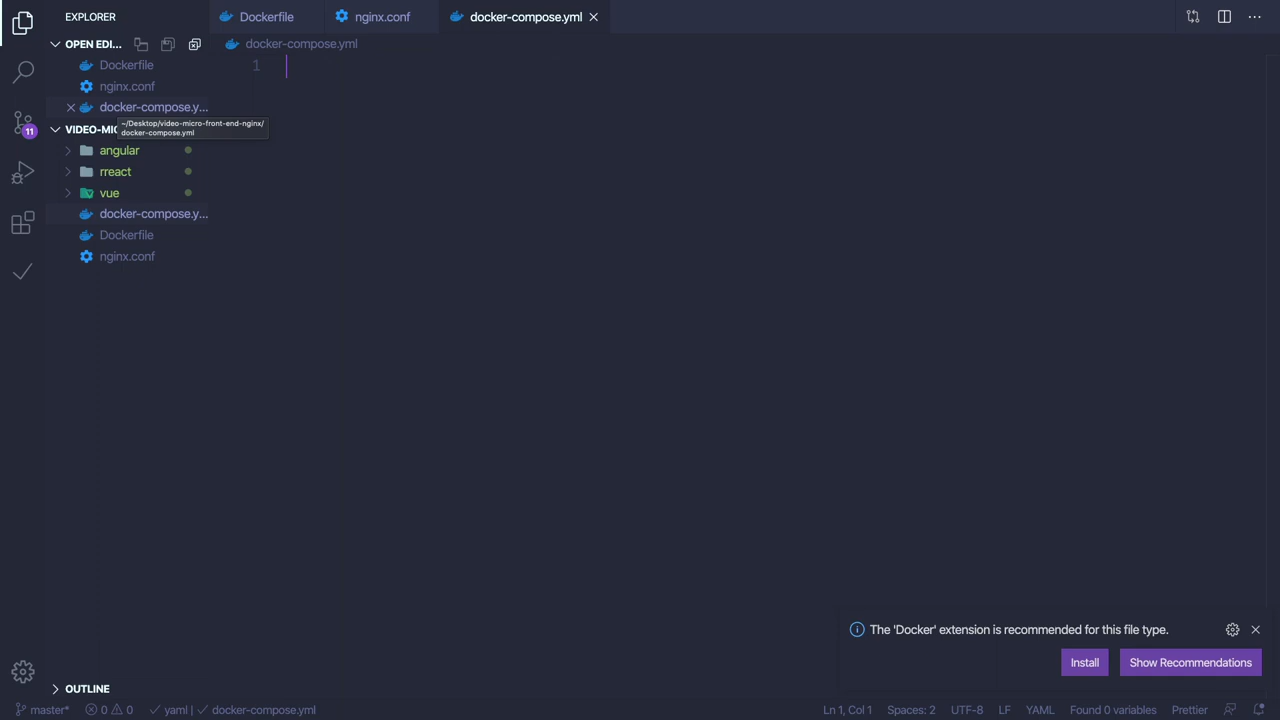 EXPLORER
Dockerfile
nginx.conf
docker-compose.yml
OPEN EDI...
docker-compose.yml
Dockerfile
1
nginx.conf
docker-compose.y...
11
VIDEO-MIC
~/Desktop/video-micro-front-end-nginx/
docker-compose.yml
angular
rreact
vue
docker-compose.y...
Dockerfile
nginx.conf
The 'Docker' extension is recommended for this file type.
Install
Show Recommendations
OUTLINE
master*
0
0
yaml |
docker-compose.yml
Ln 1, Col 1
Spaces: 2
UTF-8
LF
YAML
Found 0 variables
Prettier